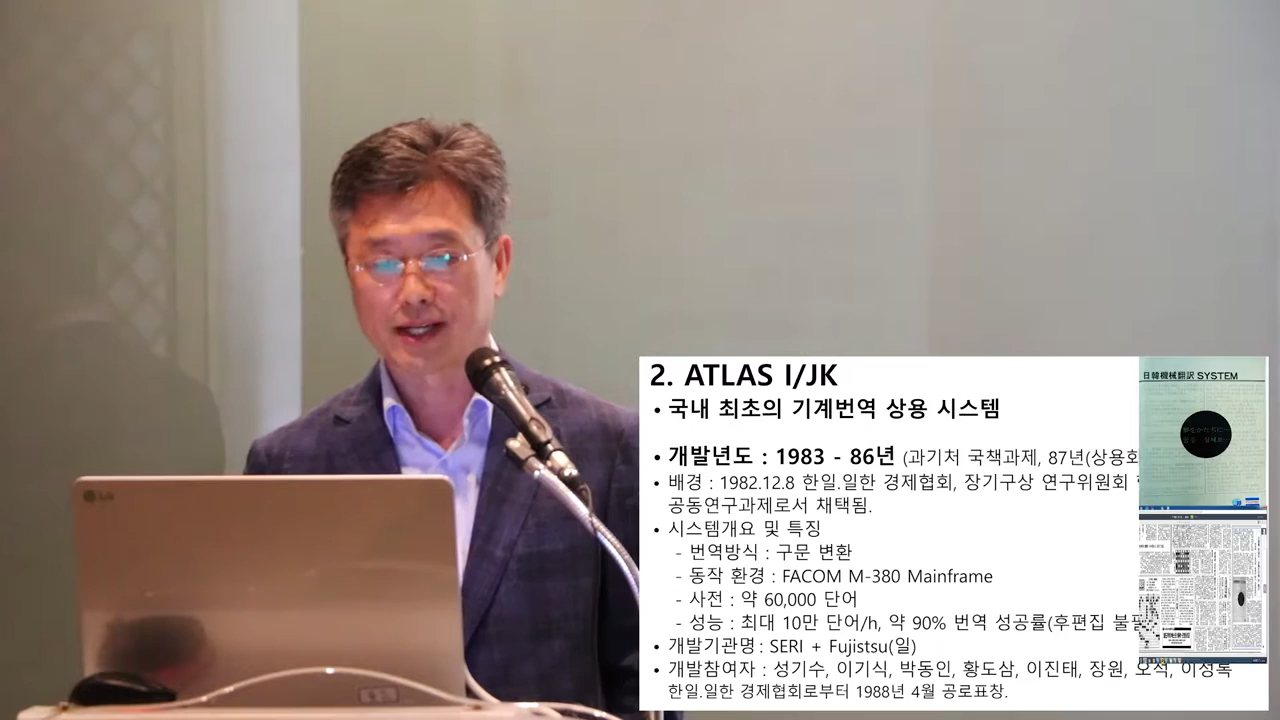 2. ATLAS I/JK
• 국내 최초의 기계번역 상용 시스템
• 개발년도 : 1983 - 86년 (과기처 국책과제, 87년(상용화
• 배경 : 1982.12.8 한일.일한 경제협회, 장기구상 연구위원회
공동연구과제로서 채택됨.
• 시스템개요 및 특징
- 번역방식 : 구문 변환
- 동작 환경 : FACOM M-380 Mainframe
- 사전 : 약 60,000 단어
- 성능 : 최대 10만 단어/h, 약 90% 번역 성공률(후편집
• 개발기관명 : SERI + Fujistsu(일)
• 개발참여자 : 성기수, 이기식, 박동인, 황도삼, 이진태, 장원, 오석, 이성욱
한일.일한 경제협회로부터 1988년 4월 공로표창.
日韓機械翻訳 SYSTEM
LG